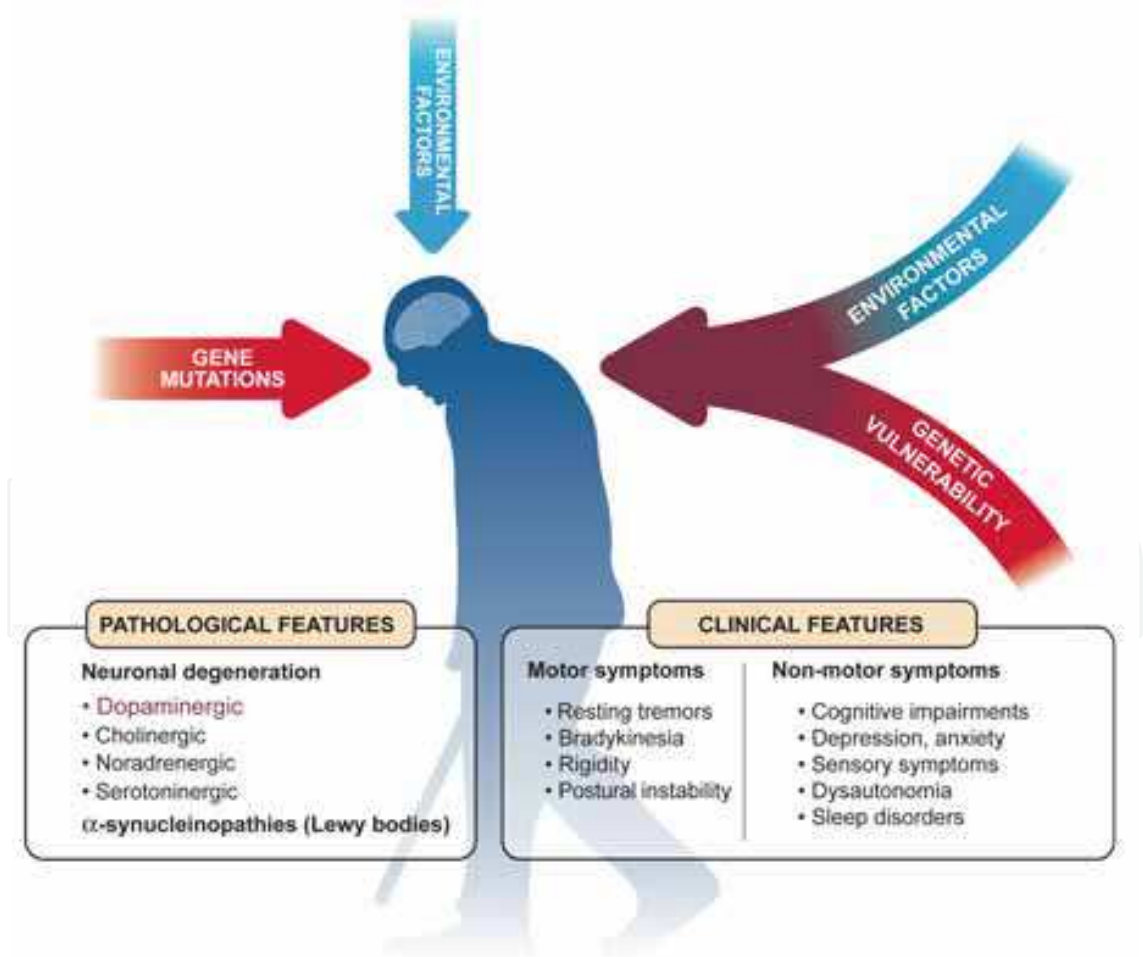 ENVIRONMENTAL
FACTORS
GENE
MUTATIONS
ENVIRONMENTAL
FACTORS
GENETIC
VULNERABILITY
PATHOLOGICAL FEATURES
Neuronal degeneration
• Dopaminergic
• Cholinergic
• Noradrenergic
• Serotoninergic
α-synucleinopathies (Lewy bodies)
CLINICAL FEATURES
Motor symptoms
• Resting tremors
• Bradykinesia
• Rigidity
• Postural instability
Non-motor symptoms
• Cognitive impairments
• Depression, anxiety
• Sensory symptoms
• Dysautonomia
• Sleep disorders